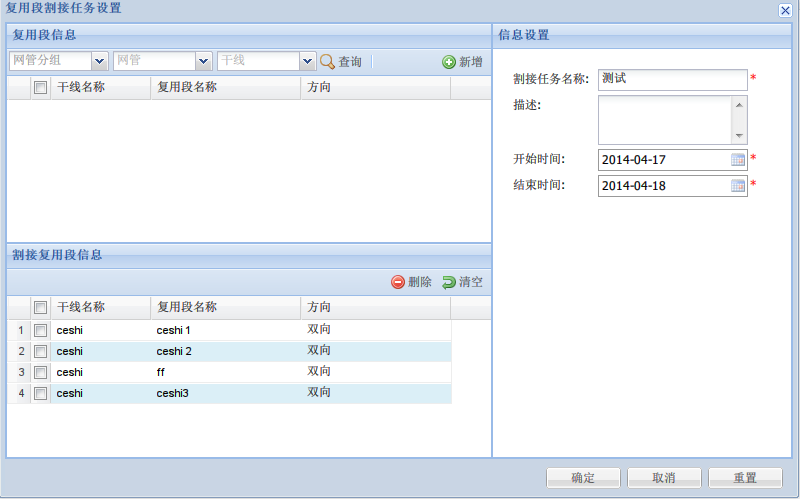 复用段割接任务设置
复用段信息
网管分组 网管 干线 查询 新增
干线名称 复用段名称 方向
割接复用段信息
删除 清空
干线名称 复用段名称 方向
1 ceshi ceshi 1 双向
2 ceshi ceshi 2 双向
3 ceshi ff 双向
4 ceshi ceshi3 双向
信息设置
割接任务名称: 测试 *
描述:
开始时间: 2014-04-17 *
结束时间: 2014-04-18 *
确定 取消 重置